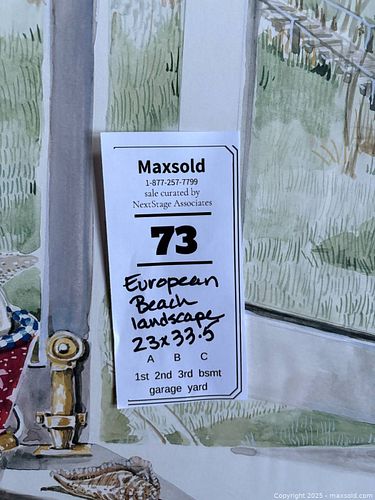 Maxsold
1-877-257-7799
sale curated by
NextStage Associates
73
European
Beach
landscape
23x33.5
A B C
1st 2nd 3rd bsmt
garage yard
Copyright 2025 - maxsold.com